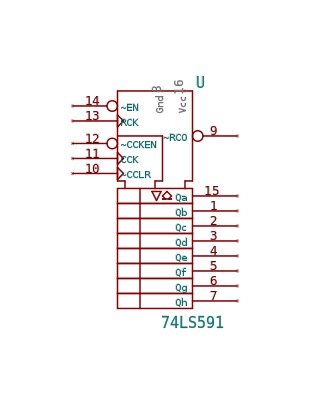 U
Gnd 8
Vcc 16
14 ~EN
13 RCK
~RCO 9
12 ~CCKEN
11 CCK
10 ~CCLR
Qa 15
Qb 1
Qc 2
Qd 3
Qe 4
Qf 5
Qg 6
Qh 7
74LS591